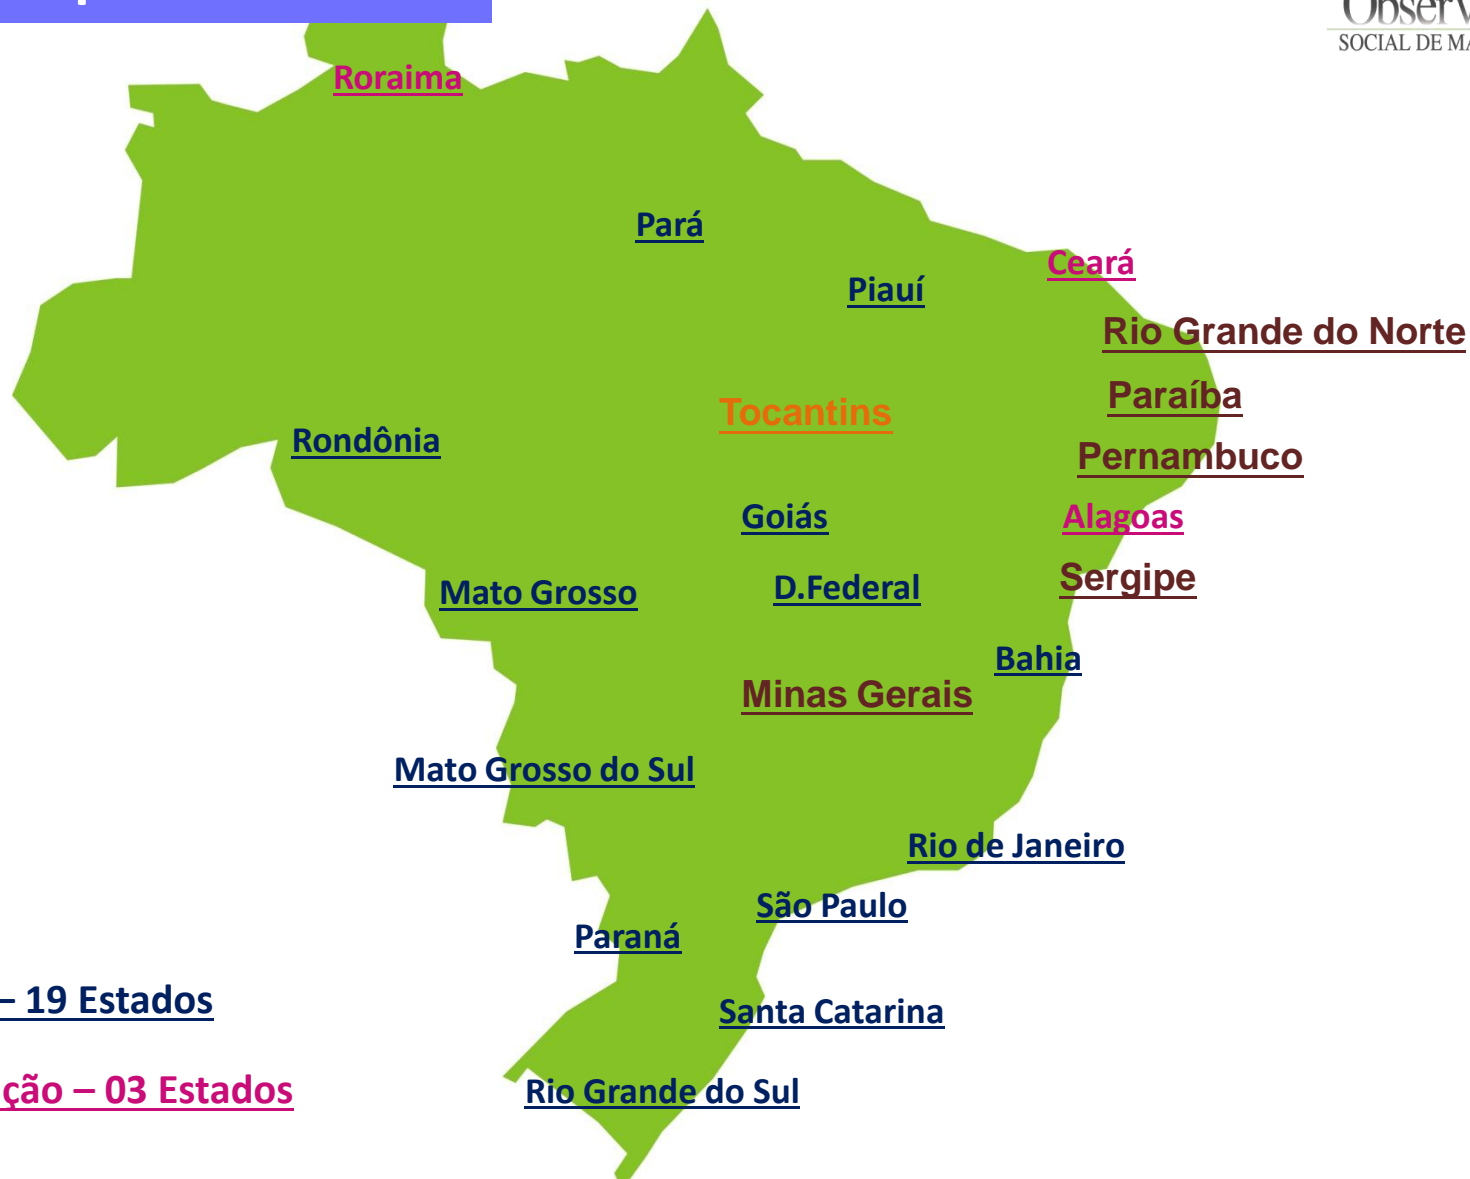 SOCIAL DE
Roraima
Pará
Ceará
Piauí
Rio Grande do Norte
Paraíba
Tocantins
Rondônia
Pernambuco
Goiás
Alagoas
Mato Grosso
D.Federal
Sergipe
Bahia
Minas Gerais
Mato Grosso do Sul
Rio de Janeiro
São Paulo
Paraná
– 19 Estados
Santa Catarina
– 03 Estados
Rio Grande do Sul